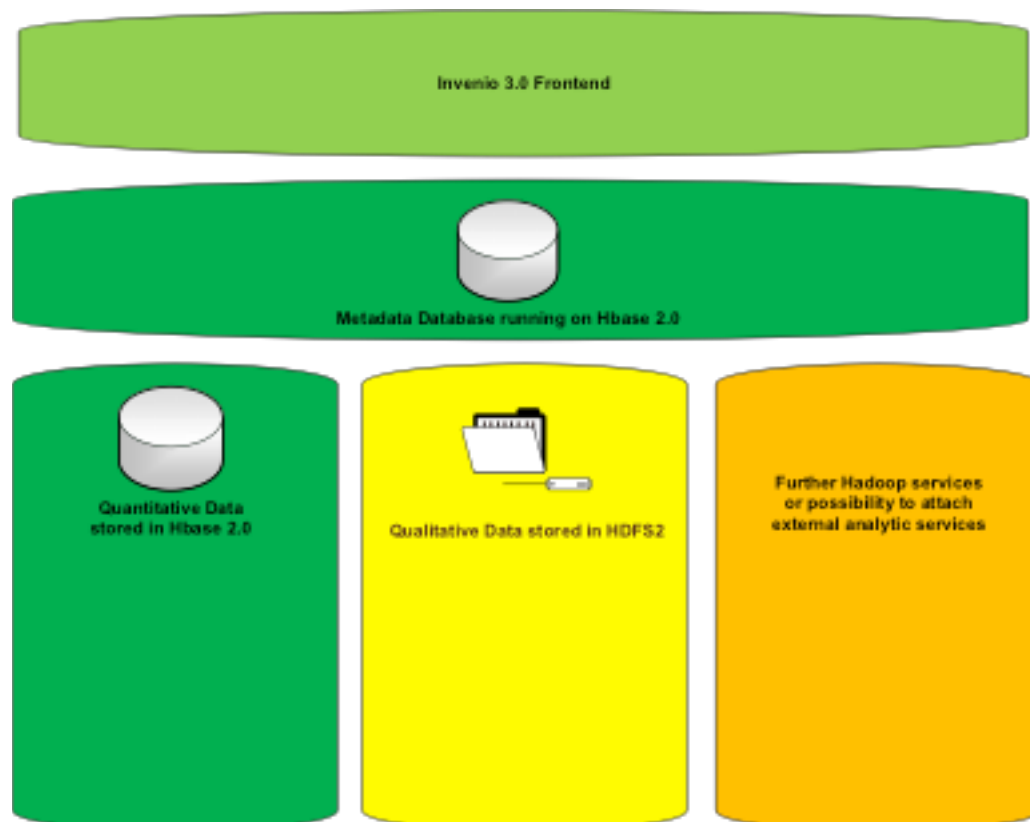 Invenio 3.0 Frontend
Metadata Database running on Hbase 2.0
Quantitative Data
stored in Hbase 2.0
Qualitative Data stored in HDFS2
Further Hadoop services
or possibility to attach
external analytic services